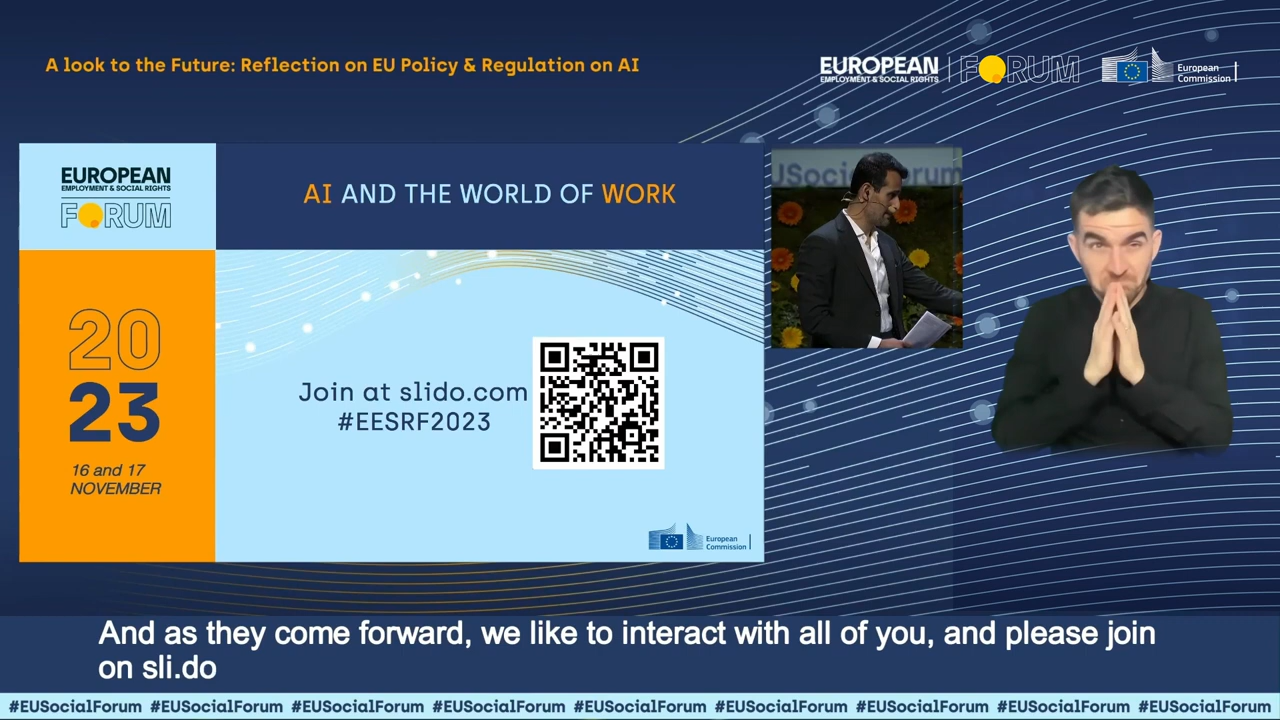 A look to the Future: Reflection on EU Policy & Regulation on AI
EUROPEAN
EMPLOYMENT & SOCIAL RIGHTS
FORUM
European
Commission
EUROPEAN
EMPLOYMENT & SOCIAL RIGHTS
FORUM
AI AND THE WORLD OF WORK
USocialForum
20
23
16 and 17
NOVEMBER
Join at slido.com
#EESRF2023
European
Commission
And as they come forward, we like to interact with all of you, and please join
on sli.do
#EUSocialForum #EUSocialForum #EUSocialForum #EUSocialForum #EUSocialForum #EUSocialForum #EUSocialForum #EUSocialForum #EUSocialForum